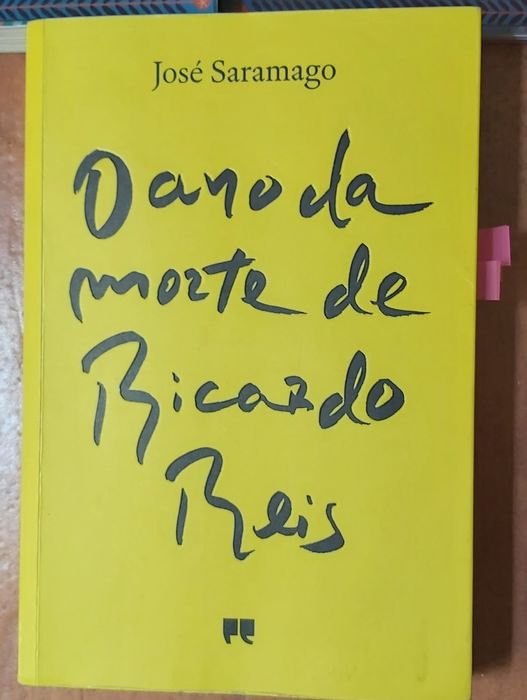 José Saramago
O ano da
morte de
Ricardo
Reis